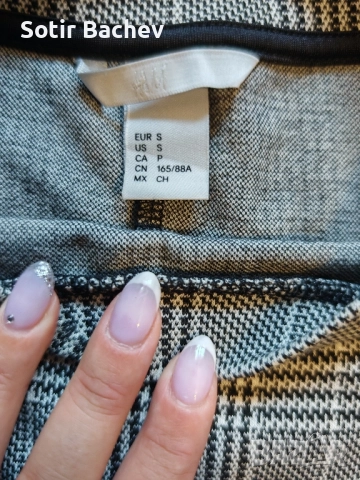 Sotir Bachev
H&M
EUR S
US S
CA P
CN 165/88A
MX CH